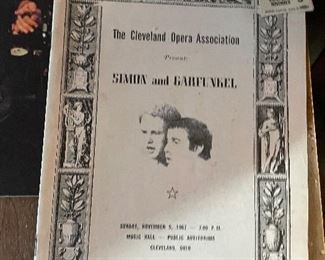 The Cleveland Opera Association
Present:
SIMON and GARFUNKEL
SUNDAY, NOVEMBER 5, 1967 — 7:00 P.M.
MUSIC HALL — PUBLIC AUDITORIUM
CLEVELAND, OHIO